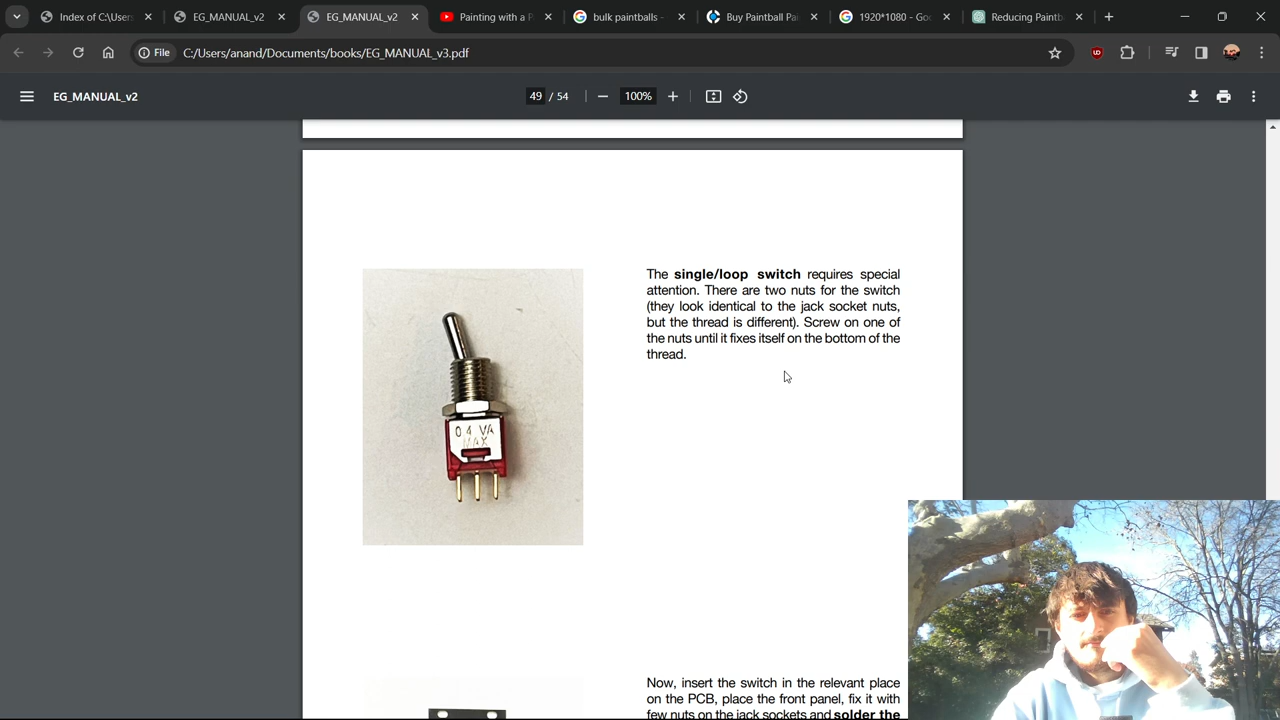 Index of C:\Users
EG_MANUAL_v2
EG_MANUAL_v2
Painting with a P
bulk paintballs -
Buy Paintball Pai
1920*1080 - Goo
Reducing Paintb
File C:/Users/anand/Documents/books/EG_MANUAL_v3.pdf
EG_MANUAL_v2
49 / 54
100%
The single/loop switch requires special
attention. There are two nuts for the switch
(they look identical to the jack socket nuts,
but the thread is different). Screw on one of
the nuts until it fixes itself on the bottom of the
thread.
0.4 VA
MAX
Now, insert the switch in the relevant place
on the PCB, place the front panel, fix it with
few nuts on the jack sockets and solder the